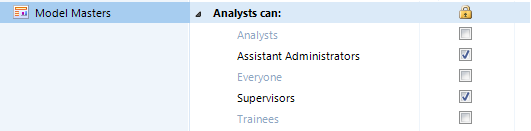 Model Masters
Analysts can:
Analysts
Assistant Administrators
Everyone
Supervisors
Trainees